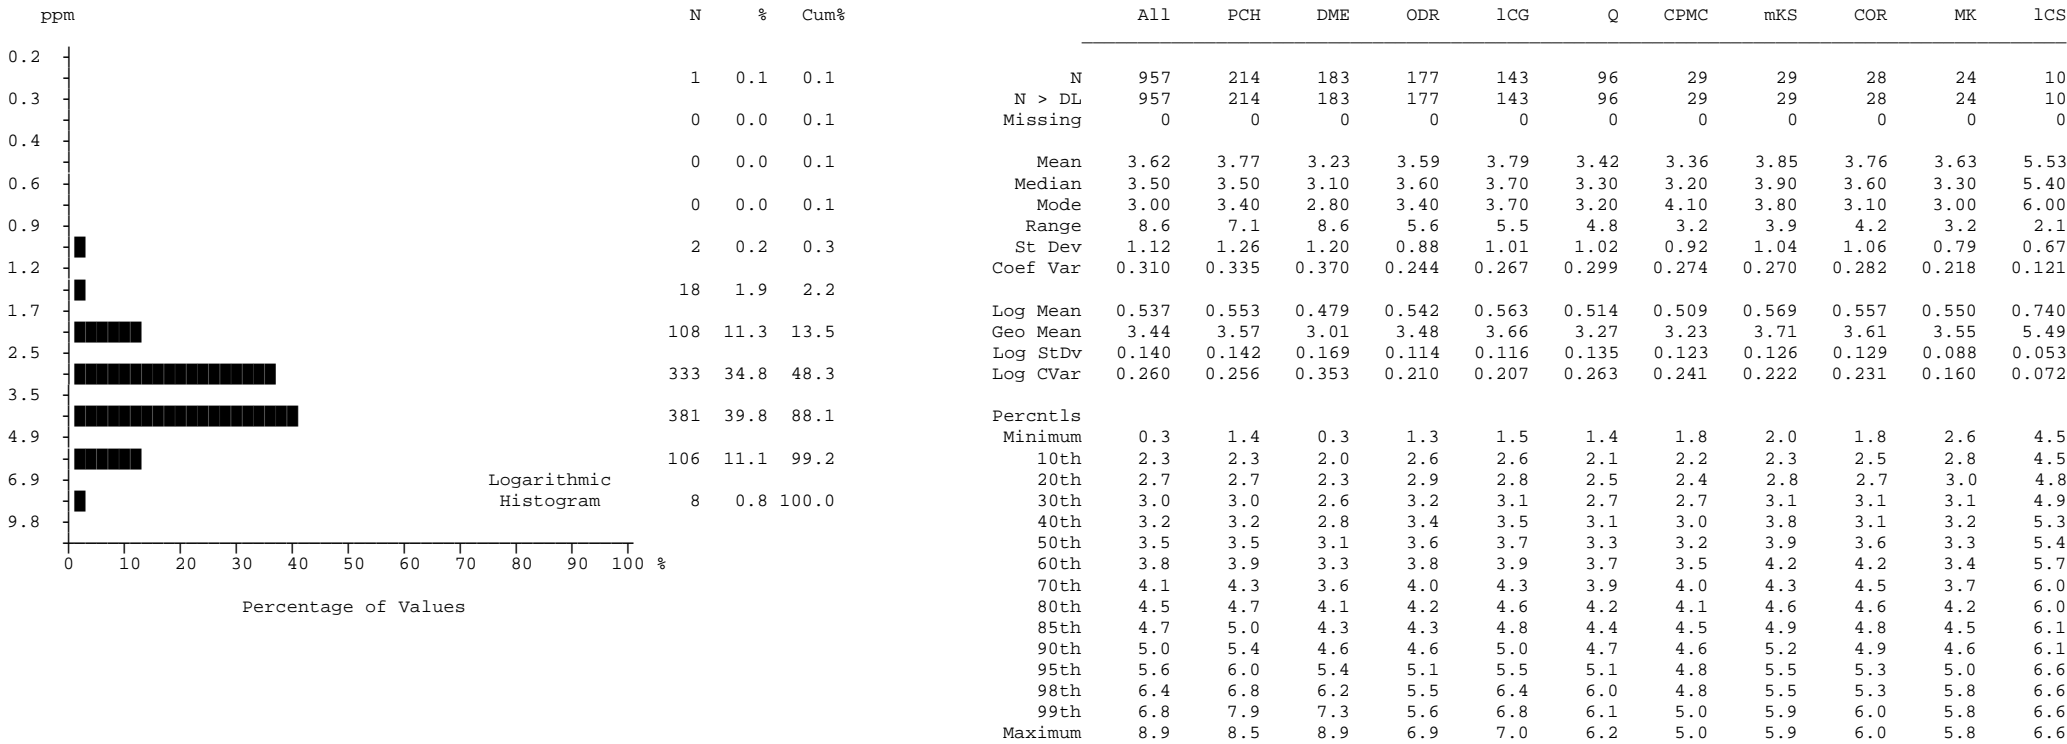 ppm N % Cum% All PCH DME ODR lCG Q CPMC mKS COR MK lCS
0.2
1 0.1 0.1 N 957 214 183 177 143 96 29 29 28 24 10
0.3 N > DL 957 214 183 177 143 96 29 29 28 24 10
0 0.0 0.1 Missing 0 0 0 0 0 0 0 0 0 0 0
0.4
0 0.0 0.1 Mean 3.62 3.77 3.23 3.59 3.79 3.42 3.36 3.85 3.76 3.63 5.53
0.6 Median 3.50 3.50 3.10 3.60 3.70 3.30 3.20 3.90 3.60 3.30 5.40
0 0.0 0.1 Mode 3.00 3.40 2.80 3.40 3.70 3.20 4.10 3.80 3.10 3.00 6.00
0.9 Range 8.6 7.1 8.6 5.6 5.5 4.8 3.2 3.9 4.2 3.2 2.1
2 0.2 0.3 St Dev 1.12 1.26 1.20 0.88 1.01 1.02 0.92 1.04 1.06 0.79 0.67
1.2 Coef Var 0.310 0.335 0.370 0.244 0.267 0.299 0.274 0.270 0.282 0.218 0.121
18 1.9 2.2
1.7 Log Mean 0.537 0.553 0.479 0.542 0.563 0.514 0.509 0.569 0.557 0.550 0.740
108 11.3 13.5 Geo Mean 3.44 3.57 3.01 3.48 3.66 3.27 3.23 3.71 3.61 3.55 5.49
2.5 Log StDv 0.140 0.142 0.169 0.114 0.116 0.135 0.123 0.126 0.129 0.088 0.053
333 34.8 48.3 Log CVar 0.260 0.256 0.353 0.210 0.207 0.263 0.241 0.222 0.231 0.160 0.072
3.5
381 39.8 88.1 Percntls
4.9 Minimum 0.3 1.4 0.3 1.3 1.5 1.4 1.8 2.0 1.8 2.6 4.5
106 11.1 99.2 10th 2.3 2.3 2.0 2.6 2.6 2.1 2.2 2.3 2.5 2.8 4.5
6.9 Logarithmic 20th 2.7 2.7 2.3 2.9 2.8 2.5 2.4 2.8 2.7 3.0 4.8
Histogram 8 0.8 100.0 30th 3.0 3.0 2.6 3.2 3.1 2.7 2.7 3.1 3.1 3.1 4.9
9.8 40th 3.2 3.2 2.8 3.4 3.5 3.1 3.0 3.8 3.1 3.2 5.3
50th 3.5 3.5 3.1 3.6 3.7 3.3 3.2 3.9 3.6 3.3 5.4
0 10 20 30 40 50 60 70 80 90 100 % 60th 3.8 3.9 3.3 3.8 3.9 3.7 3.5 4.2 4.2 3.4 5.7
70th 4.1 4.3 3.6 4.0 4.3 3.9 4.0 4.3 4.5 3.7 6.0
Percentage of Values 80th 4.5 4.7 4.1 4.2 4.6 4.2 4.1 4.6 4.6 4.2 6.0
85th 4.7 5.0 4.3 4.3 4.8 4.4 4.5 4.9 4.8 4.5 6.1
90th 5.0 5.4 4.6 4.6 5.0 4.7 4.6 5.2 4.9 4.6 6.1
95th 5.6 6.0 5.4 5.1 5.5 5.1 4.8 5.5 5.3 5.0 6.6
98th 6.4 6.8 6.2 5.5 6.4 6.0 4.8 5.5 5.3 5.8 6.6
99th 6.8 7.9 7.3 5.6 6.8 6.1 5.0 5.9 6.0 5.8 6.6
Maximum 8.9 8.5 8.9 6.9 7.0 6.2 5.0 5.9 6.0 5.8 6.6